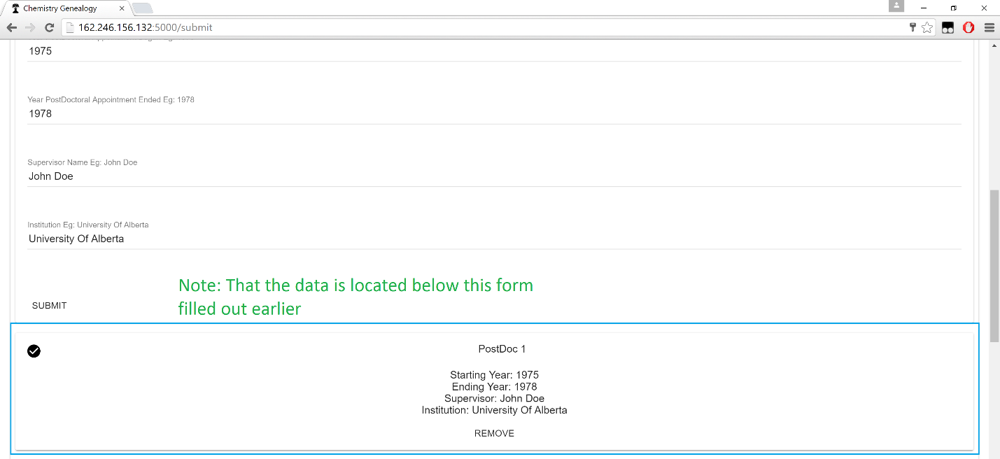 Chemistry Genealogy
162.246.156.132:5000/submit
1975
Year PostDoctoral Appointment Ended Eg: 1978
1978
Supervisor Name Eg: John Doe
John Doe
Institution Eg: University Of Alberta
University Of Alberta
Note: That the data is located below this form
filled out earlier
SUBMIT
PostDoc 1
Starting Year: 1975
Ending Year: 1978
Supervisor: John Doe
Institution: University Of Alberta
REMOVE